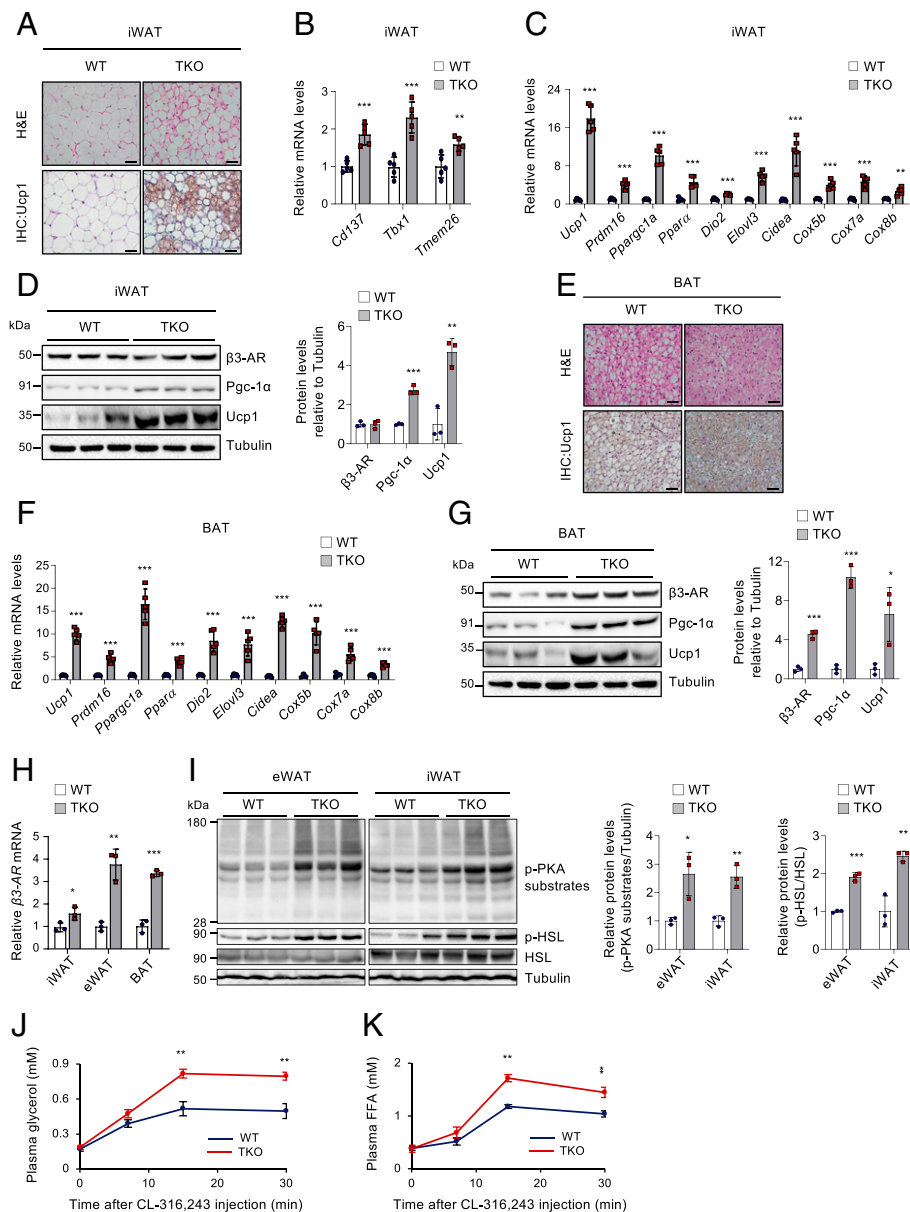 A
iWAT
WT TKO
H&E
IHC:Ucp1
B
iWAT
WT
TKO
Relative mRNA levels
3
2
1
0
*** *** **
Cd137 Tbx1 Tmem26
C
iWAT
WT
TKO
Relative mRNA levels
24
16
8
0
*** *** *** *** *** *** *** *** *** **
Ucp1 Prdm16 Ppargc1a Pparα Dio2 Elovl3 Cidea Cox5b Cox7a Cox8b
D
iWAT
kDa WT TKO
50 β3-AR
91 Pgc-1α
35 Ucp1
50 Tubulin
WT
TKO
Protein levels
relative to Tubulin
8
6
4
2
0
*** **
β3-AR Pgc-1α Ucp1
E
BAT
WT TKO
H&E
IHC:Ucp1
F
BAT
WT
TKO
Relative mRNA levels
25
20
15
10
5
0
*** *** *** *** *** *** *** *** *** ***
Ucp1 Prdm16 Ppargc1a Pparα Dio2 Elovl3 Cidea Cox5b Cox7a Cox8b
G
BAT
kDa WT TKO
50 β3-AR
91 Pgc-1α
35 Ucp1
50 Tubulin
WT
TKO
Protein levels
relative to Tubulin
15
10
5
0
*** *** *
β3-AR Pgc-1α Ucp1
H
WT
TKO
Relative β3-AR mRNA
8
6
4
2
0
* ** ***
iWAT eWAT BAT
I
eWAT iWAT
kDa WT TKO WT TKO
180
p-PKA
substrates
28
90 p-HSL
90 HSL
50 Tubulin
WT
TKO
Relative protein levels
(p-PKA substrates/Tubulin)
4
3
2
1
0
* **
eWAT iWAT
WT
TKO
Relative protein levels
(p-HSL/HSL)
3
2
1
0
*** **
eWAT iWAT
J
Plasma glycerol (mM)
0.9
0.6
0.3
0
** **
WT
TKO
0 10 20 30
Time after CL-316,243 injection (min)
K
Plasma FFA (mM)
2
1
0
** **
WT
TKO
0 10 20 30
Time after CL-316,243 injection (min)